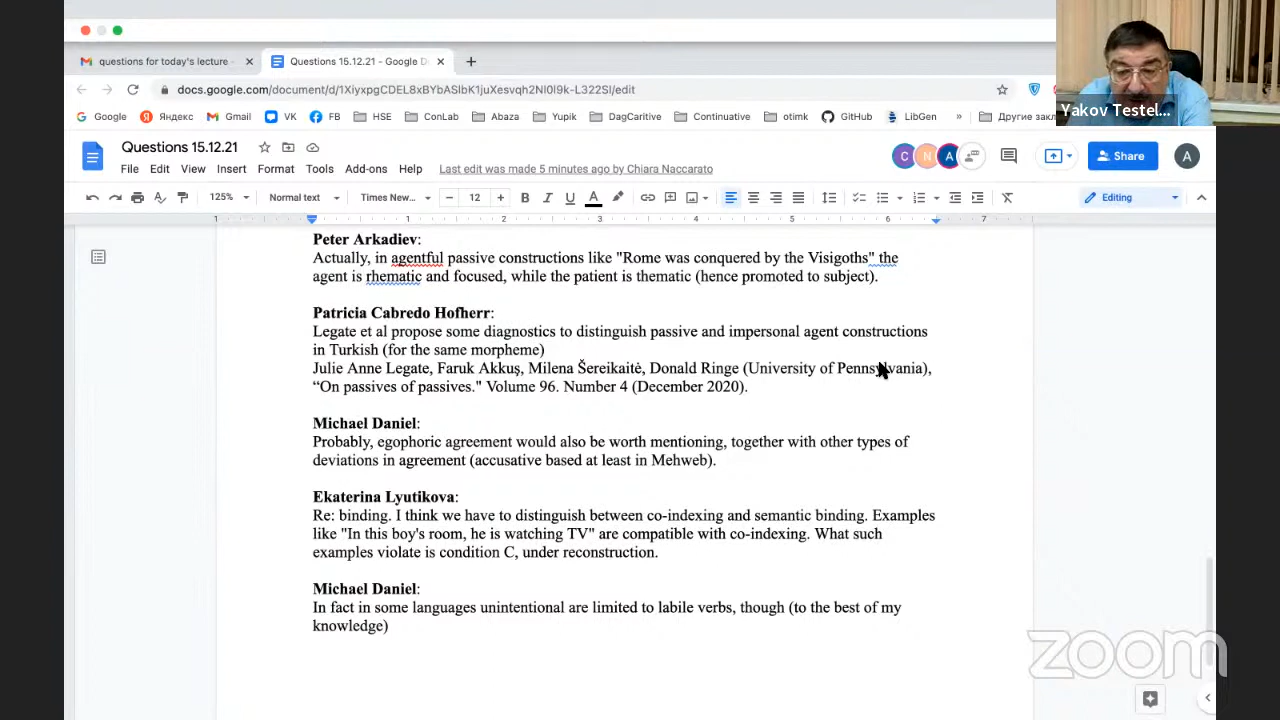 questions for today's lecture -
Questions 15.12.21 - Google D
docs.google.com/document/d/1XiyxpgCDEL8xBYbASlbK1juXesvqh2Nl0l9k-L322SI/edit
Yakov Testel...
Google
Яндекс
Gmail
VK
FB
HSE
ConLab
Abaza
Yupik
DagCaritive
Continuative
otimk
GitHub
LibGen
»
Другие закл
Questions 15.12.21
C N A
Share
A
File Edit View Insert Format Tools Add-ons Help
Last edit was made 5 minutes ago by Chiara Naccarato
125% Normal text Times New... 12 B I U A
Editing
1 1 2 3 4 5 6 7
Peter Arkadiev:
Actually, in agentful passive constructions like "Rome was conquered by the Visigoths" the
agent is rhematic and focused, while the patient is thematic (hence promoted to subject).
Patricia Cabredo Hofherr:
Legate et al propose some diagnostics to distinguish passive and impersonal agent constructions
in Turkish (for the same morpheme)
Julie Anne Legate, Faruk Akkuş, Milena Šereikaitė, Donald Ringe (University of Pennsylvania),
“On passives of passives." Volume 96. Number 4 (December 2020).
Michael Daniel:
Probably, egophoric agreement would also be worth mentioning, together with other types of
deviations in agreement (accusative based at least in Mehweb).
Ekaterina Lyutikova:
Re: binding. I think we have to distinguish between co-indexing and semantic binding. Examples
like "In this boy's room, he is watching TV" are compatible with co-indexing. What such
examples violate is condition C, under reconstruction.
Michael Daniel:
In fact in some languages unintentional are limited to labile verbs, though (to the best of my
knowledge)
zoom